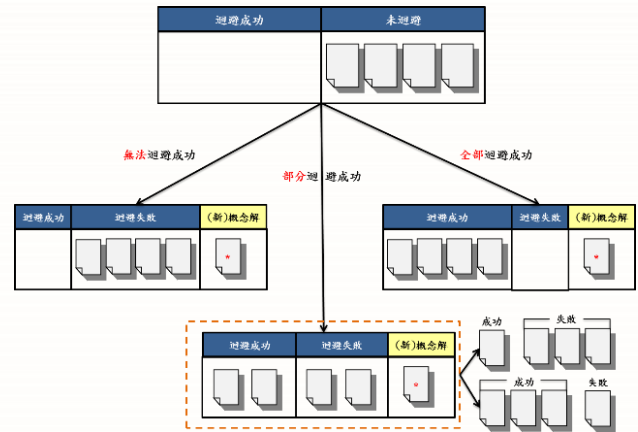 迴避成功 未迴避
無法迴避成功
部分迴避成功
全部迴避成功
迴避成功 迴避失敗 (新)概念解
*
迴避成功 迴避失敗 (新)概念解
*
迴避成功 迴避失敗 (新)概念解
*
成功 失敗
成功 失敗